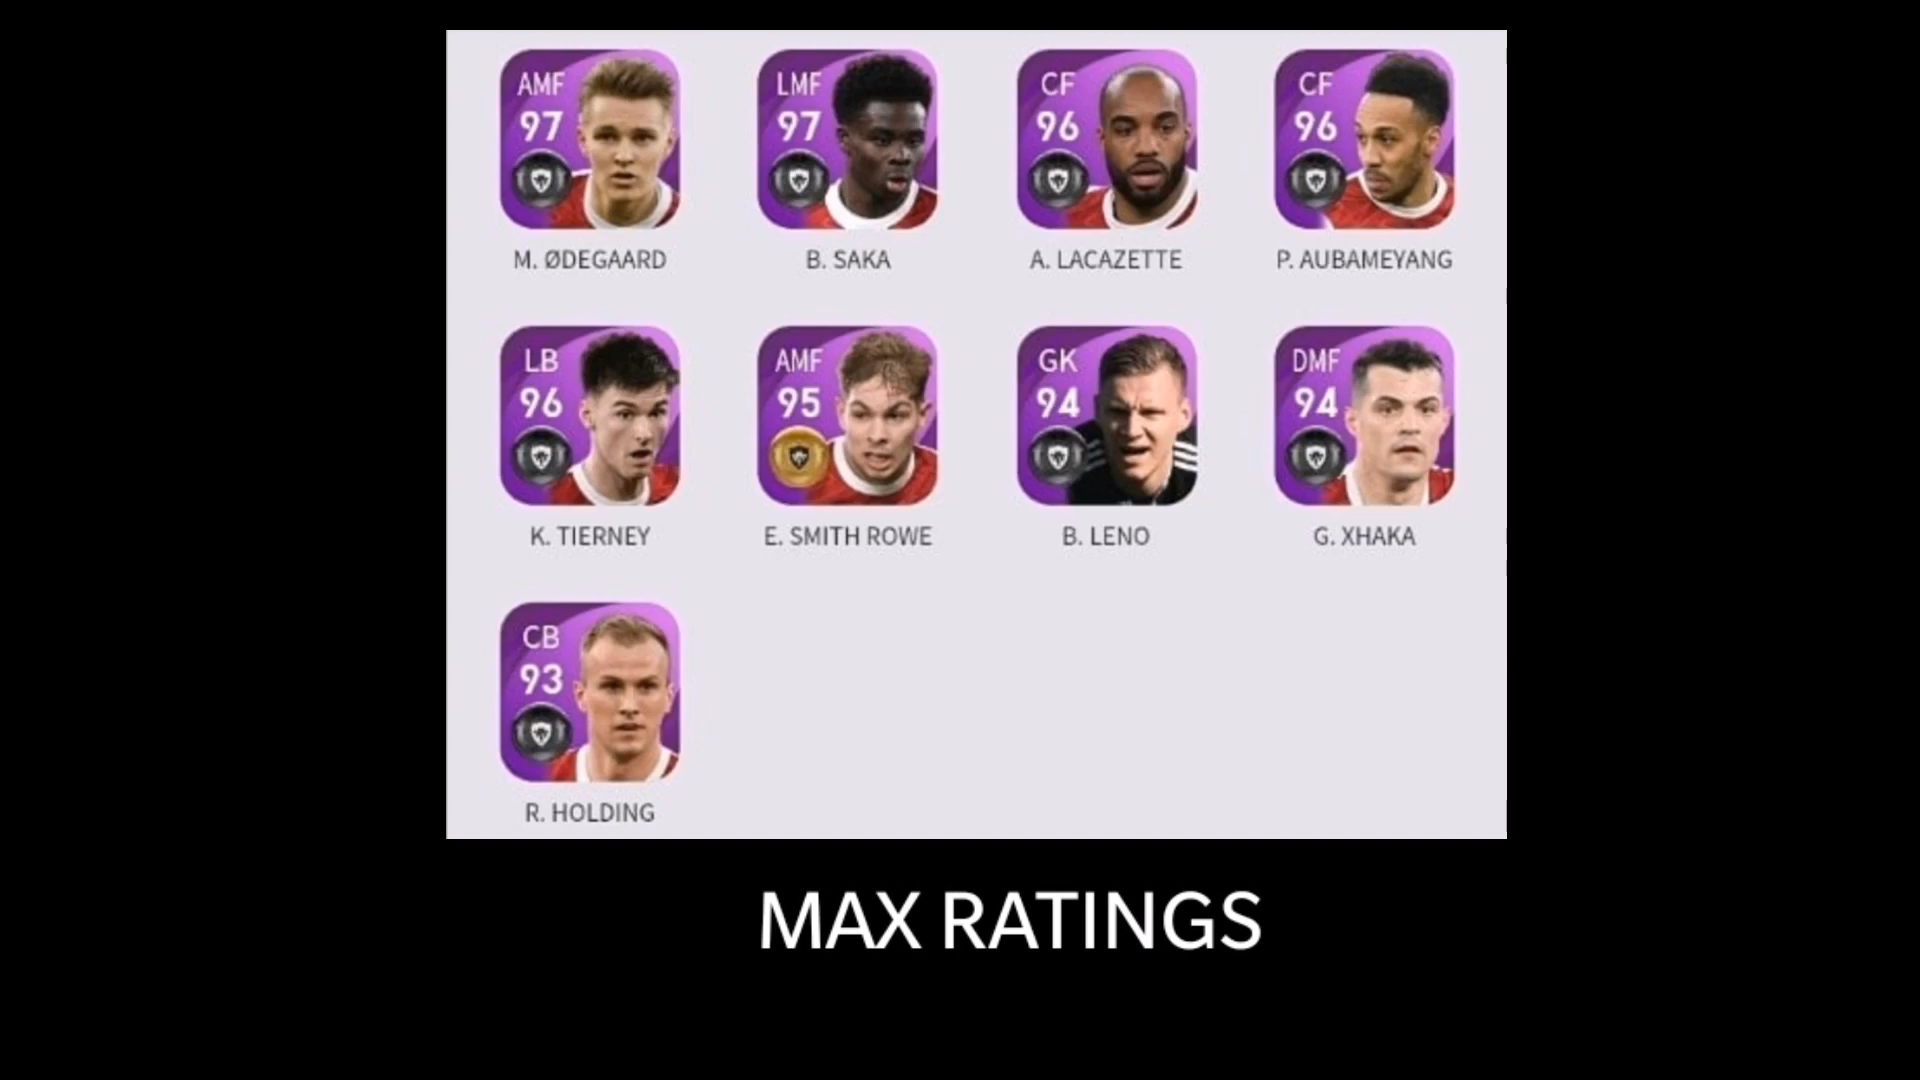 AMF
97
M. ØDEGAARD
LMF
97
B. SAKA
CF
96
A. LACAZETTE
CF
96
P. AUBAMEYANG
LB
96
K. TIERNEY
AMF
95
E. SMITH ROWE
GK
94
B. LENO
DMF
94
G. XHAKA
CB
93
R. HOLDING
MAX RATINGS